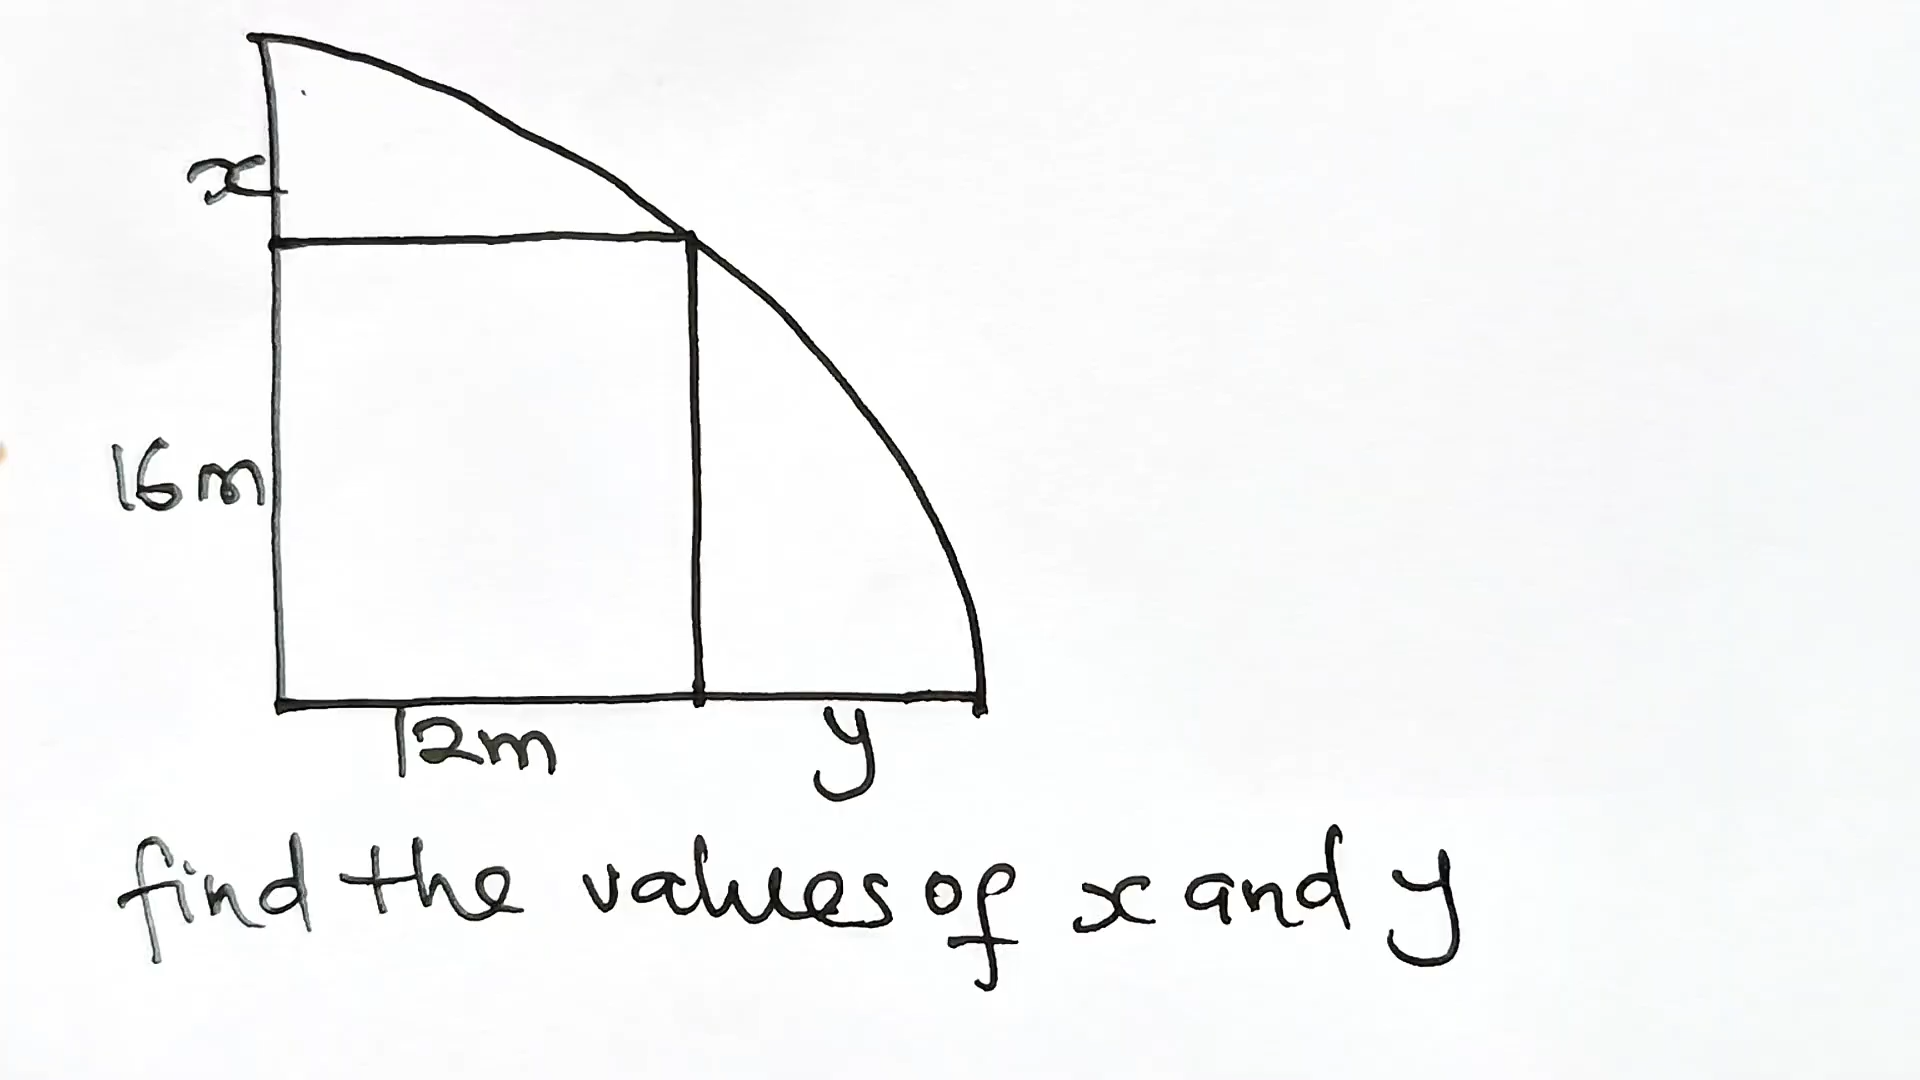 x
16m
12m
y
find the values of x and y